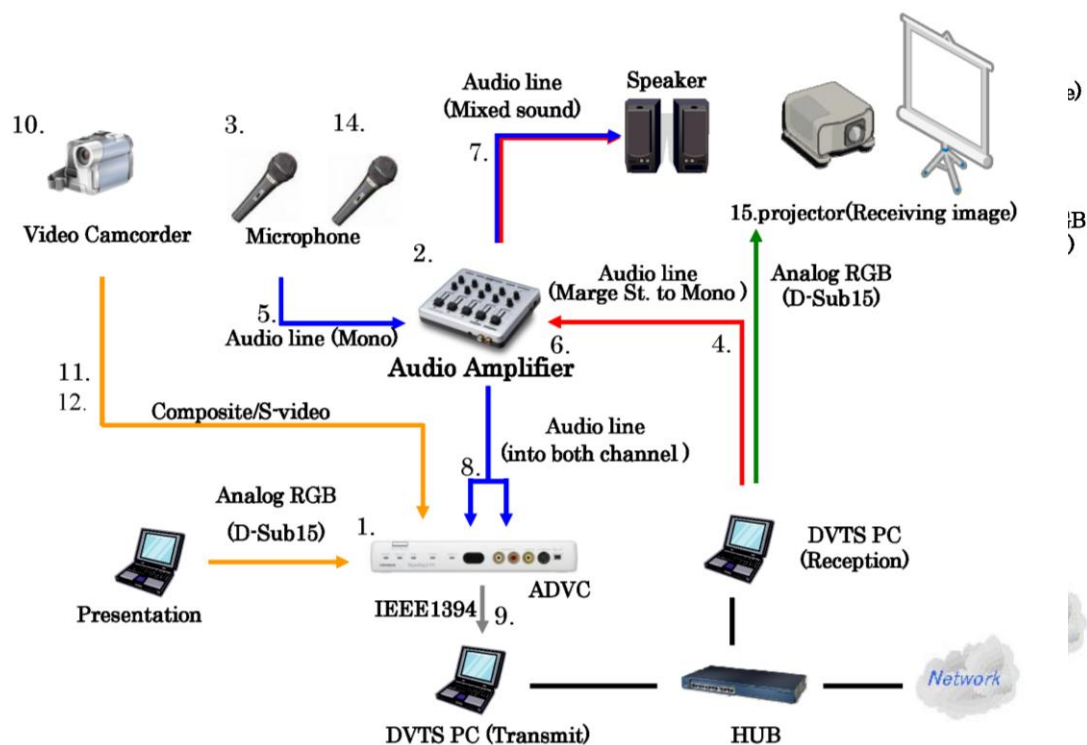 10.
3.
14.
Video Camcorder
Microphone
Audio line
(Mixed sound)
7.
Speaker
15.projector(Receiving image)
e)
GB
)
2.
5.
Audio line (Mono)
Audio Amplifier
Audio line
(Marge St. to Mono )
6.
4.
Analog RGB
(D-Sub15)
11.
12.
Composite/S-video
Audio line
(into both channel )
8.
Analog RGB
(D-Sub15)
1.
Presentation
ADVC
IEEE1394
9.
DVTS PC
(Reception)
DVTS PC (Transmit)
HUB
Network